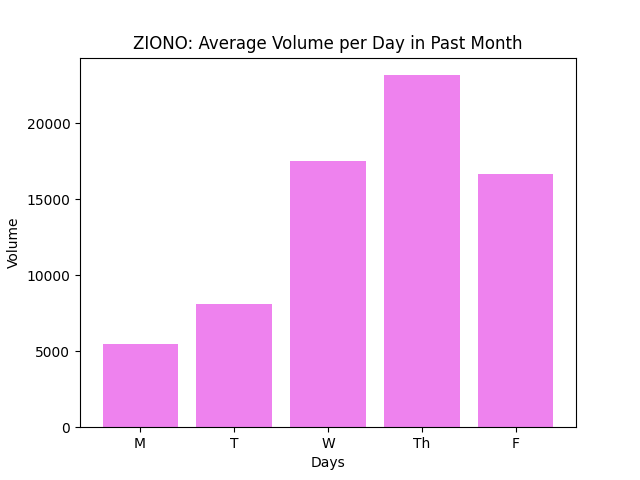 ZIONO: Average Volume per Day in Past Month
Volume
20000
15000
10000
5000
0
M T W Th F
Days